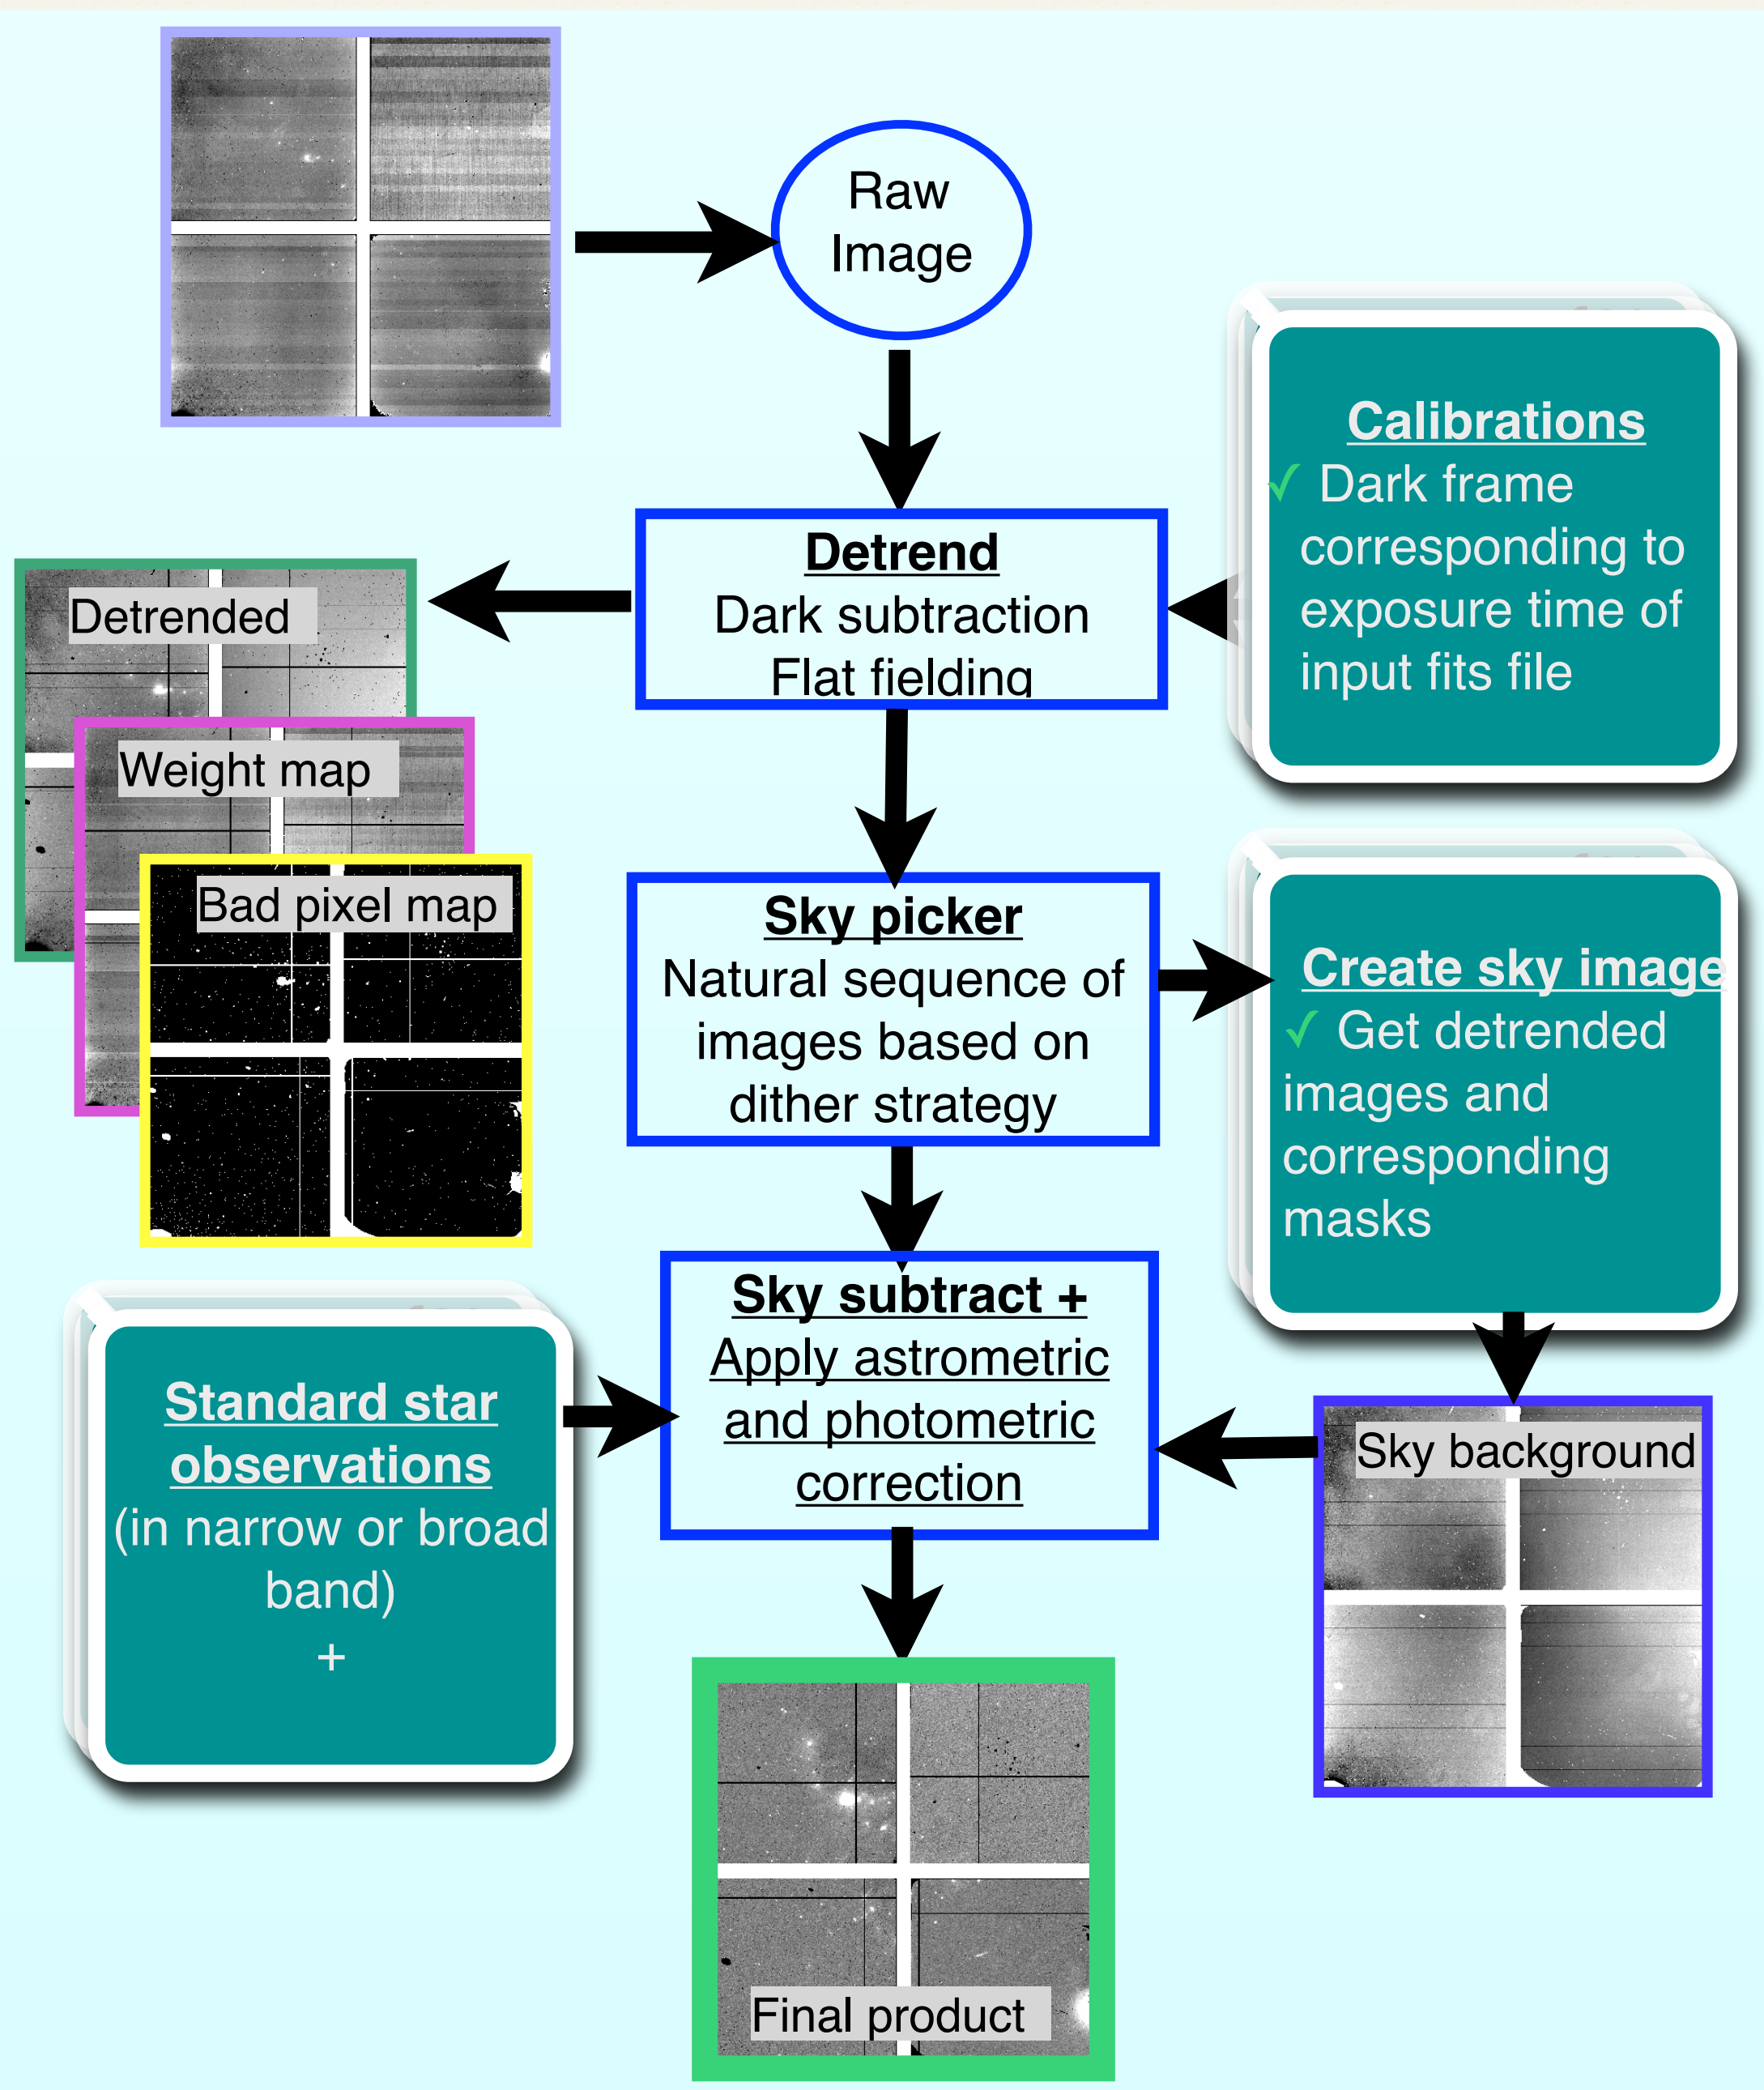 Raw
Image
Calibrations
✓ Dark frame
corresponding to
exposure time of
input fits file
Detrend
Dark subtraction
Flat fielding
Detrended
Weight map
Bad pixel map
Sky picker
Natural sequence of
images based on
dither strategy
Create sky image
✓ Get detrended
images and
corresponding
masks
Sky subtract +
Apply astrometric
and photometric
correction
Standard star
observations
(in narrow or broad
band)
+
Sky background
Final product